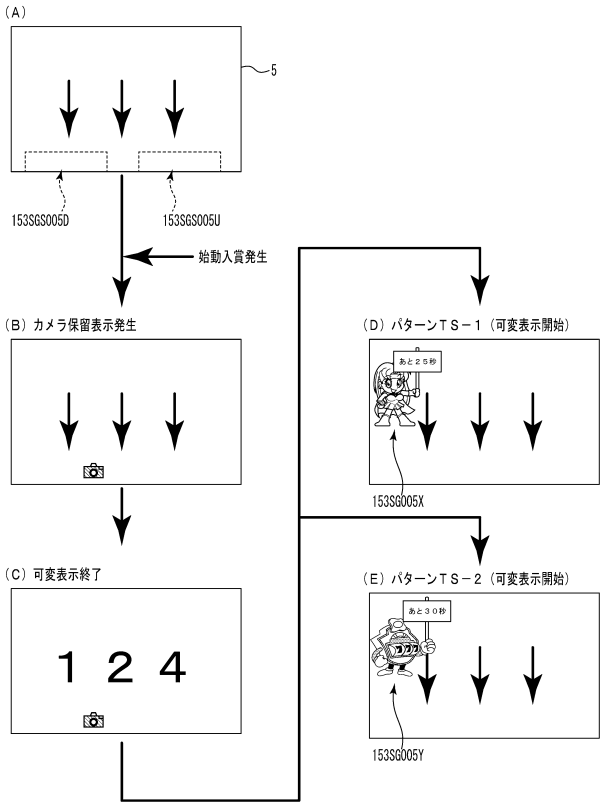 （A）
5
153SGS005D
153SGS005U
始動入賞発生
（B）カメラ保留表示発生
（C）可変表示終了
1 2 4
（D）パターンＴＳ－１（可変表示開始）
あと２５秒
153SG005X
（E）パターンＴＳ－２（可変表示開始）
あと３０秒
153SG005Y